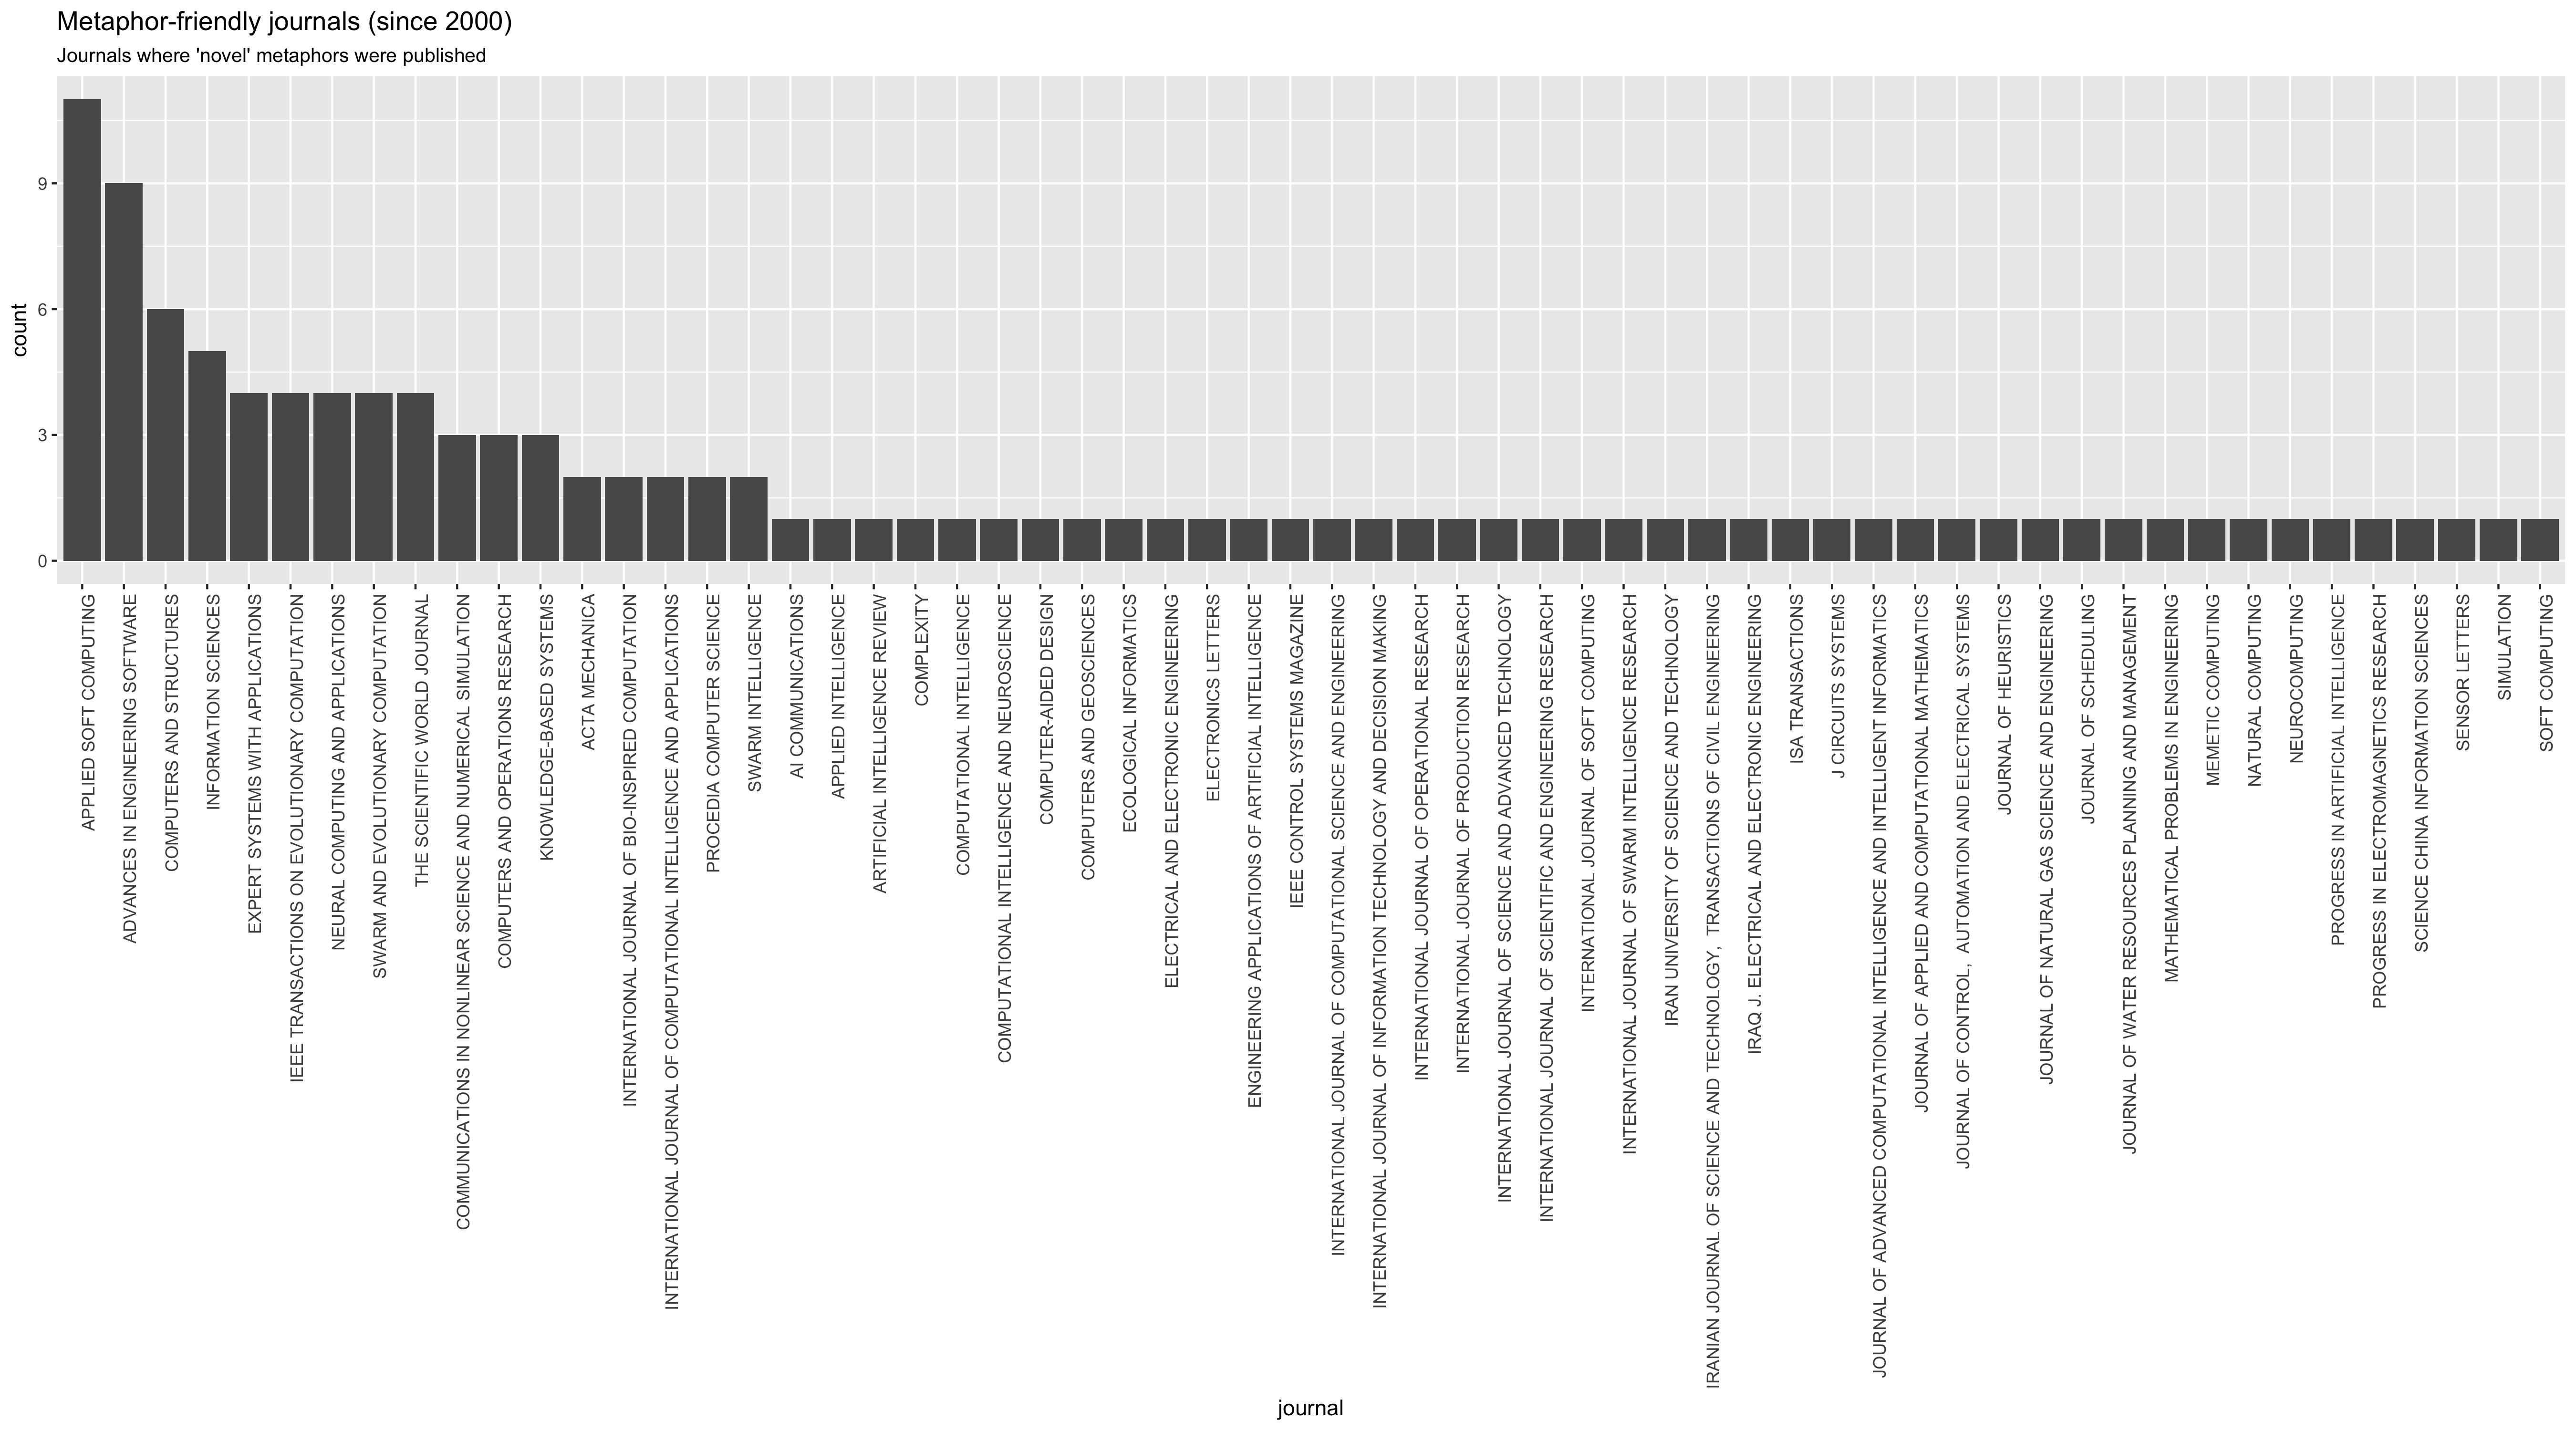 Metaphor-friendly journals (since 2000)
Journals where 'novel' metaphors were published
count
9
6
3
0
APPLIED SOFT COMPUTING
ADVANCES IN ENGINEERING SOFTWARE
COMPUTERS AND STRUCTURES
INFORMATION SCIENCES
EXPERT SYSTEMS WITH APPLICATIONS
IEEE TRANSACTIONS ON EVOLUTIONARY COMPUTATION
NEURAL COMPUTING AND APPLICATIONS
SWARM AND EVOLUTIONARY COMPUTATION
THE SCIENTIFIC WORLD JOURNAL
COMMUNICATIONS IN NONLINEAR SCIENCE AND NUMERICAL SIMULATION
COMPUTERS AND OPERATIONS RESEARCH
KNOWLEDGE-BASED SYSTEMS
ACTA MECHANICA
INTERNATIONAL JOURNAL OF BIO-INSPIRED COMPUTATION
INTERNATIONAL JOURNAL OF COMPUTATIONAL INTELLIGENCE AND APPLICATIONS
PROCEDIA COMPUTER SCIENCE
SWARM INTELLIGENCE
AI COMMUNICATIONS
APPLIED INTELLIGENCE
ARTIFICIAL INTELLIGENCE REVIEW
COMPLEXITY
COMPUTATIONAL INTELLIGENCE
COMPUTATIONAL INTELLIGENCE AND NEUROSCIENCE
COMPUTER-AIDED DESIGN
COMPUTERS AND GEOSCIENCES
ECOLOGICAL INFORMATICS
ELECTRICAL AND ELECTRONIC ENGINEERING
ELECTRONICS LETTERS
ENGINEERING APPLICATIONS OF ARTIFICIAL INTELLIGENCE
IEEE CONTROL SYSTEMS MAGAZINE
INTERNATIONAL JOURNAL OF COMPUTATIONAL SCIENCE AND ENGINEERING
INTERNATIONAL JOURNAL OF INFORMATION TECHNOLOGY AND DECISION MAKING
INTERNATIONAL JOURNAL OF OPERATIONAL RESEARCH
INTERNATIONAL JOURNAL OF PRODUCTION RESEARCH
INTERNATIONAL JOURNAL OF SCIENCE AND ADVANCED TECHNOLOGY
INTERNATIONAL JOURNAL OF SCIENTIFIC AND ENGINEERING RESEARCH
INTERNATIONAL JOURNAL OF SOFT COMPUTING
INTERNATIONAL JOURNAL OF SWARM INTELLIGENCE RESEARCH
IRAN UNIVERSITY OF SCIENCE AND TECHNOLOGY
IRANIAN JOURNAL OF SCIENCE AND TECHNOLOGY, TRANSACTIONS OF CIVIL ENGINEERING
IRAQ J. ELECTRICAL AND ELECTRONIC ENGINEERING
ISA TRANSACTIONS
J CIRCUITS SYSTEMS
JOURNAL OF ADVANCED COMPUTATIONAL INTELLIGENCE AND INTELLIGENT INFORMATICS
JOURNAL OF APPLIED AND COMPUTATIONAL MATHEMATICS
JOURNAL OF CONTROL, AUTOMATION AND ELECTRICAL SYSTEMS
JOURNAL OF HEURISTICS
JOURNAL OF NATURAL GAS SCIENCE AND ENGINEERING
JOURNAL OF SCHEDULING
JOURNAL OF WATER RESOURCES PLANNING AND MANAGEMENT
MATHEMATICAL PROBLEMS IN ENGINEERING
MEMETIC COMPUTING
NATURAL COMPUTING
NEUROCOMPUTING
PROGRESS IN ARTIFICIAL INTELLIGENCE
PROGRESS IN ELECTROMAGNETICS RESEARCH
SCIENCE CHINA INFORMATION SCIENCES
SENSOR LETTERS
SIMULATION
SOFT COMPUTING
journal